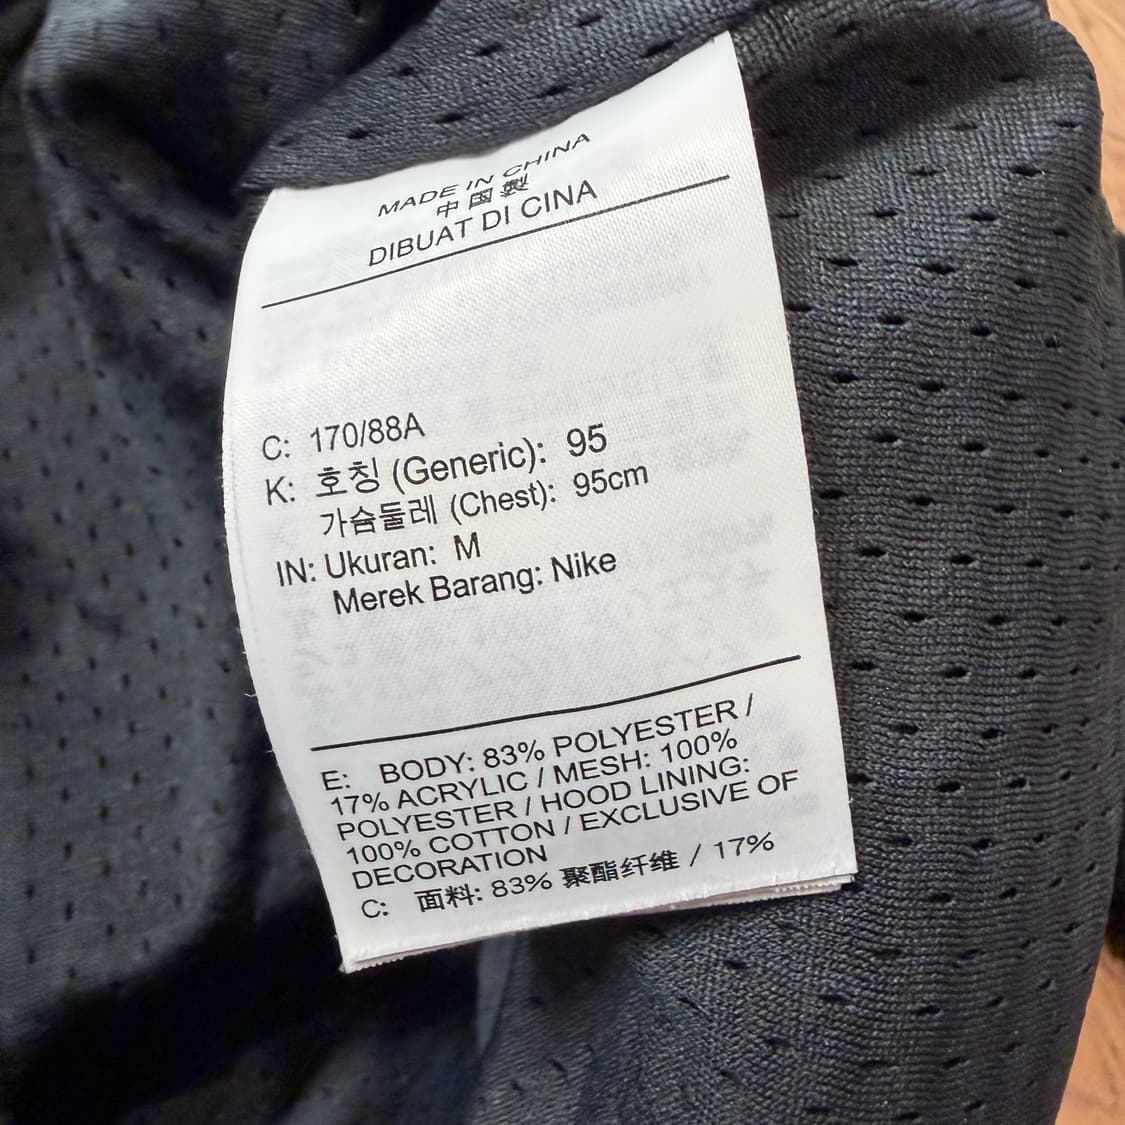 MADE IN CHINA
中国製
DIBUAT DI CINA
C: 170/88A
K: 호칭 (Generic): 95
가슴둘레 (Chest): 95cm
IN: Ukuran: M
Merek Barang: Nike
E: BODY: 83% POLYESTER /
17% ACRYLIC / MESH: 100%
POLYESTER / HOOD LINING:
100% COTTON / EXCLUSIVE OF
DECORATION
C: 面料: 83% 聚酯纤维 / 17%